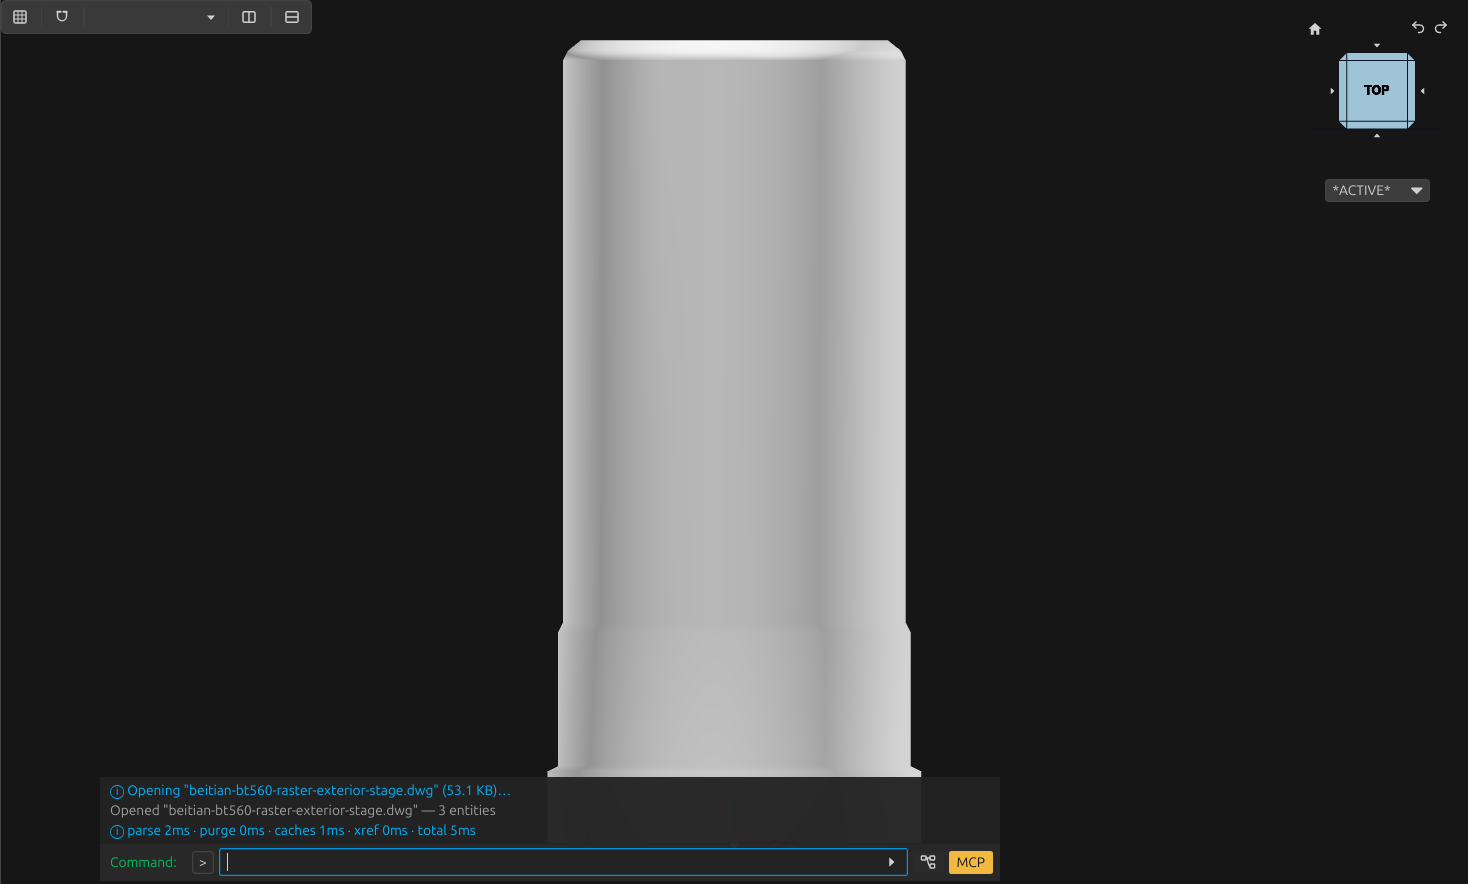 TOP
*ACTIVE*
Opening "beitian-bt560-raster-exterior-stage.dwg" (53.1 KB)...
Opened "beitian-bt560-raster-exterior-stage.dwg" — 3 entities
parse 2ms · purge 0ms · caches 1ms · xref 0ms · total 5ms
Command: > MCP